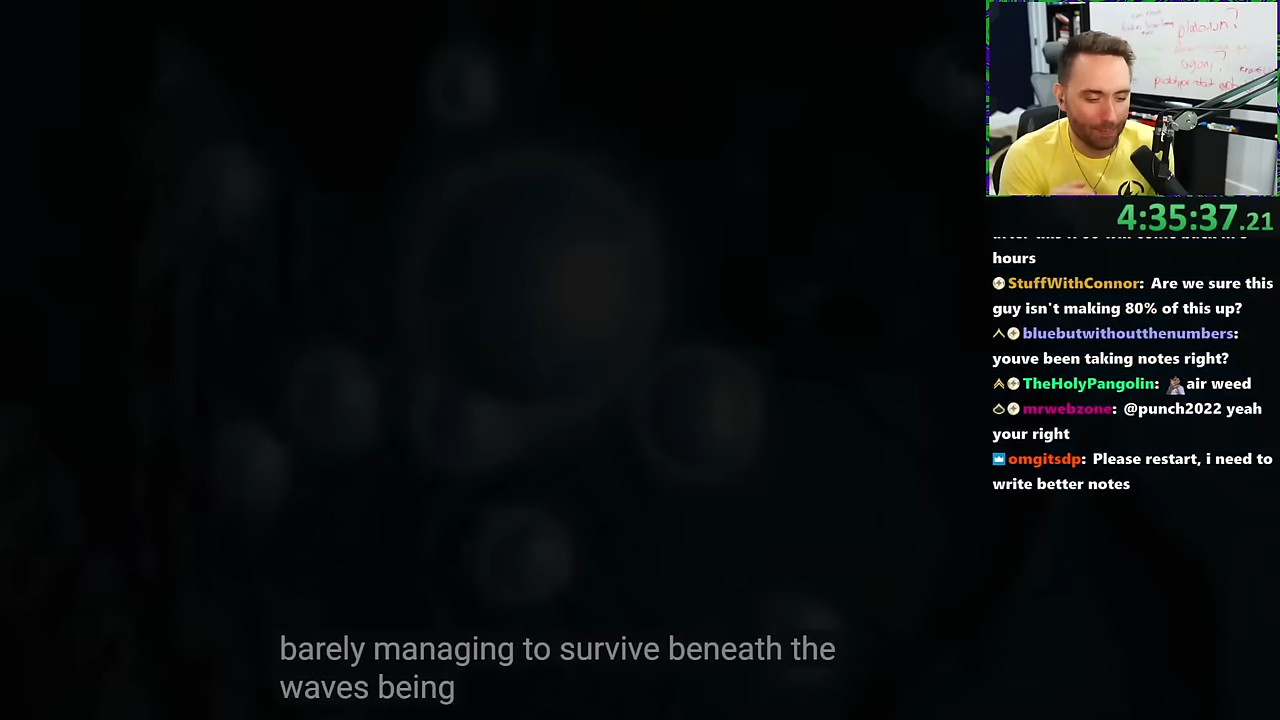 platinum?
agony?
4:35:37.21
hours
StuffWithConnor: Are we sure this
guy isn't making 80% of this up?
bluebutwithoutthenumbers:
youve been taking notes right?
TheHolyPangolin: air weed
mrwebzone: @punch2022 yeah
your right
omgitsdp: Please restart, i need to
write better notes
barely managing to survive beneath the
waves being